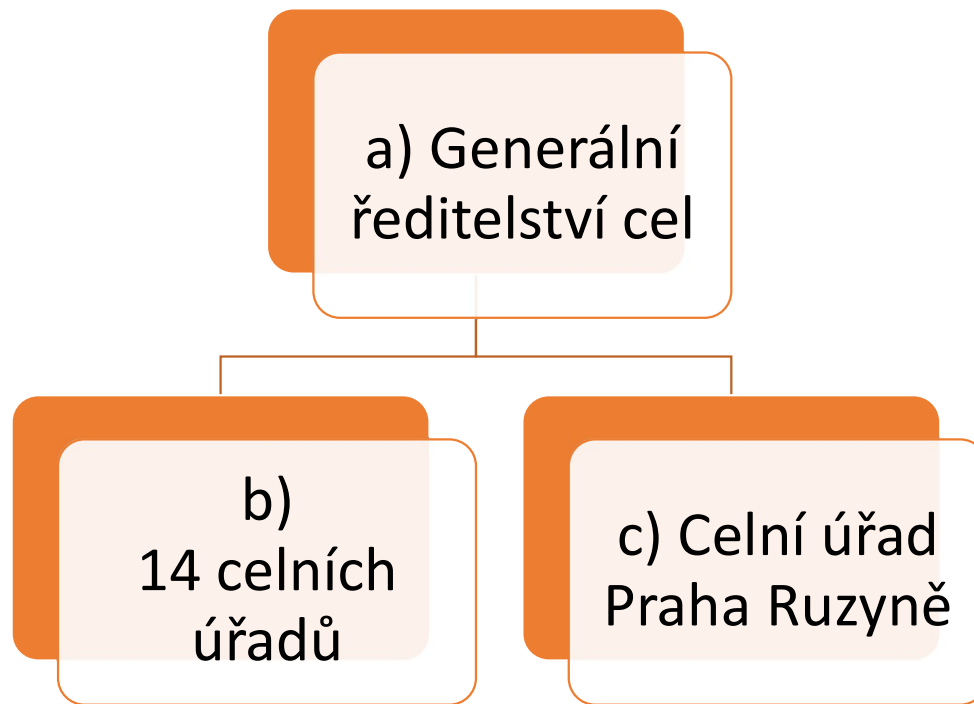 a) Generální
ředitelství cel
b)
14 celních
úřadů
c) Celní úřad
Praha Ruzyně